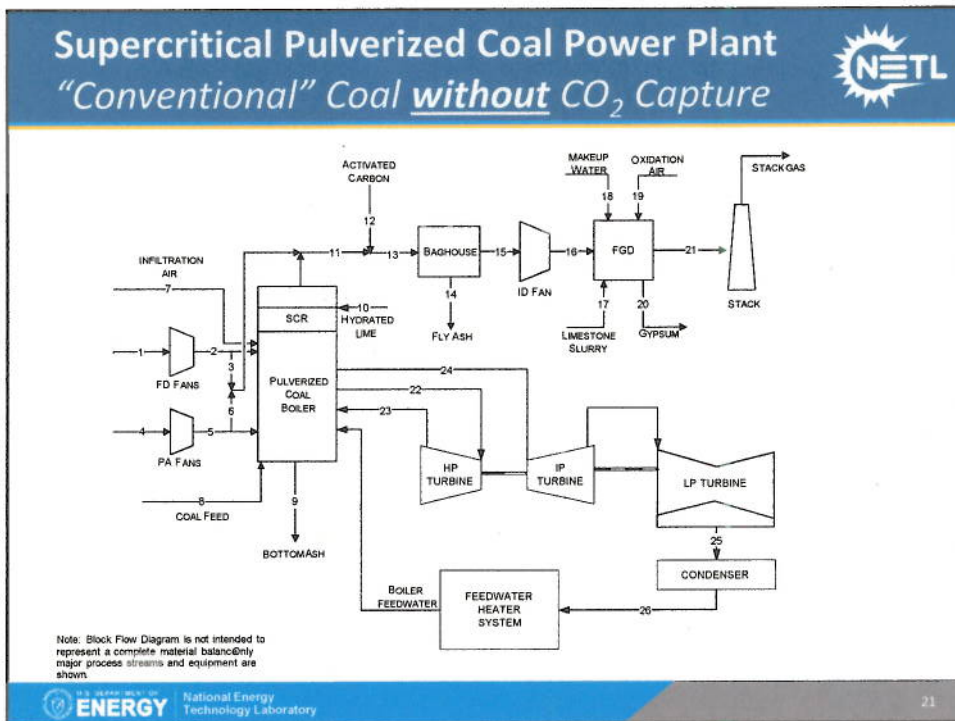 Supercritical Pulverized Coal Power Plant
"Conventional" Coal without CO₂ Capture
NETL
ACTIVATED
CARBON
12
11
13
BAGHOUSE
14
FLY ASH
15
ID FAN
16
MAKEUP
WATER
18
OXIDATION
AIR
19
FGD
17
LIMESTONE
SLURRY
20
GYPSUM
21
STACK GAS
STACK
INFILTRATION
AIR
7
SCR
10
HYDRATED
LIME
1
FD FANS
2
3
4
PA FANS
5
6
PULVERIZED
COAL
BOILER
8
COAL FEED
9
BOTTOM ASH
24
22
23
HP
TURBINE
IP
TURBINE
LP TURBINE
25
CONDENSER
26
FEEDWATER
HEATER
SYSTEM
BOILER
FEEDWATER
Note: Block Flow Diagram is not intended to
represent a complete material balancOnly
major process streams and equipment are
shown
U.S. DEPARTMENT OF
ENERGY
National Energy
Technology Laboratory
21